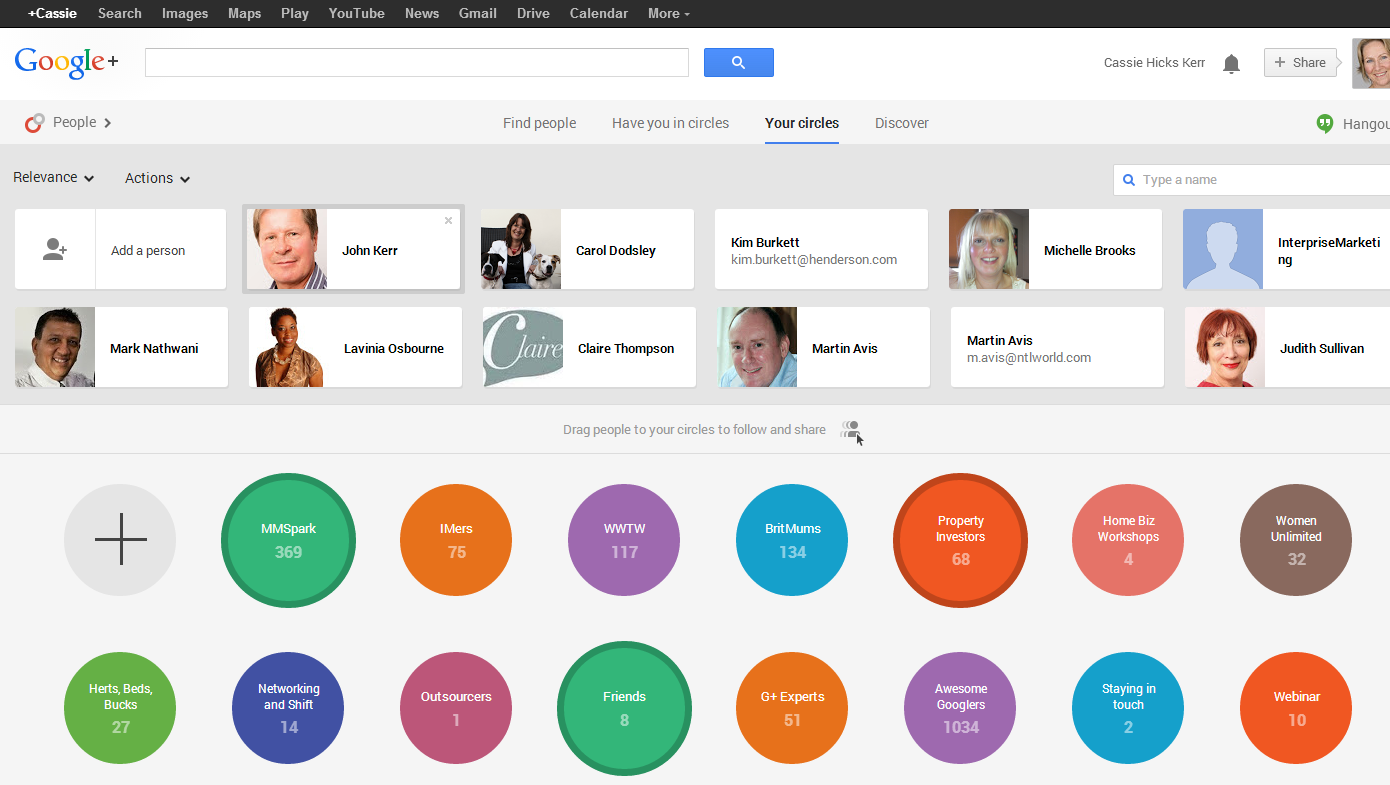 +Cassie Search Images Maps Play YouTube News Gmail Drive Calendar More
Google+
Cassie Hicks Kerr
+ Share
People
Find people Have you in circles Your circles Discover
Hangou
Relevance Actions
Type a name
Add a person
John Kerr
Carol Dodsley
Kim Burkett
kim.burkett@henderson.com
Michelle Brooks
InterpriseMarketi
ng
Mark Nathwani
Lavinia Osbourne
Claire
Claire Thompson
Martin Avis
Martin Avis
m.avis@ntlworld.com
Judith Sullivan
Drag people to your circles to follow and share
MMSpark
369
IMers
75
WWTW
117
BritMums
134
Property
Investors
68
Home Biz
Workshops
4
Women
Unlimited
32
Herts, Beds,
Bucks
27
Networking
and Shift
14
Outsourcers
1
Friends
8
G+ Experts
51
Awesome
Googlers
1034
Staying in
touch
2
Webinar
10